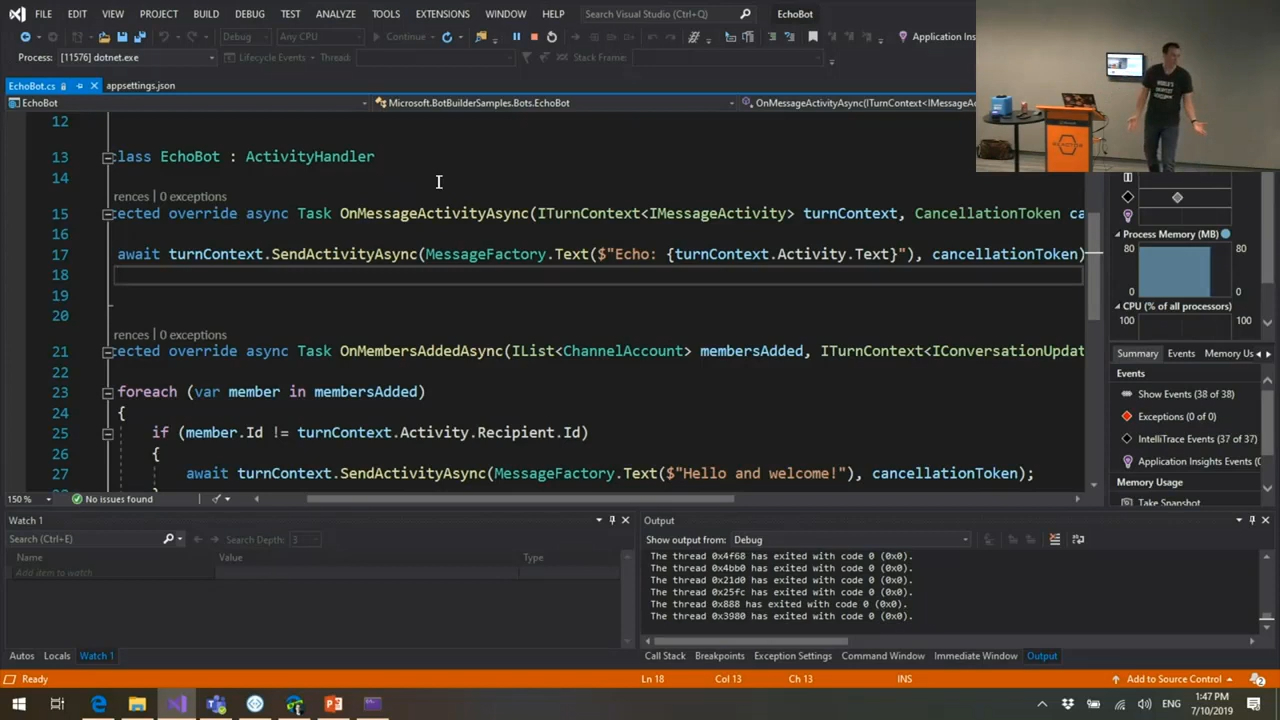 FILE EDIT VIEW PROJECT BUILD DEBUG TEST ANALYZE TOOLS EXTENSIONS WINDOW HELP Search Visual Studio (Ctrl+Q) EchoBot
Debug Any CPU Continue Application Ins
Process: [11576] dotnet.exe Lifecycle Events Thread: Stack Frame:
EchoBot.cs appsettings.json
EchoBot Microsoft.BotBuilderSamples.Bots.EchoBot OnMessageActivityAsync(ITurnContext<IMessageA
12
13 lass EchoBot : ActivityHandler
14
rences | 0 exceptions
15 ected override async Task OnMessageActivityAsync(ITurnContext<IMessageActivity> turnContext, CancellationToken ca
16
17 await turnContext.SendActivityAsync(MessageFactory.Text($"Echo: {turnContext.Activity.Text}"), cancellationToken)
18
19
20
rences | 0 exceptions
21 ected override async Task OnMembersAddedAsync(IList<ChannelAccount> membersAdded, ITurnContext<IConversationUpdat
22
23 foreach (var member in membersAdded)
24 {
25 if (member.Id != turnContext.Activity.Recipient.Id)
26 {
27 await turnContext.SendActivityAsync(MessageFactory.Text($"Hello and welcome!"), cancellationToken);
150 % No issues found
REACTOR
Process Memory (MB)
80 80
0 0
CPU (% of all processors)
100 100
Summary Events Memory Us
Events
Show Events (38 of 38)
Exceptions (0 of 0)
IntelliTrace Events (37 of 37)
Application Insights Events (0
Memory Usage
Take Snapshot
Watch 1
Search (Ctrl+E) Search Depth: 3
Name Value Type
Add item to watch
Autos Locals Watch 1
Output
Show output from: Debug
The thread 0x4f68 has exited with code 0 (0x0).
The thread 0x4bb0 has exited with code 0 (0x0).
The thread 0x21d0 has exited with code 0 (0x0).
The thread 0x25fc has exited with code 0 (0x0).
The thread 0x888 has exited with code 0 (0x0).
The thread 0x3980 has exited with code 0 (0x0).
Call Stack Breakpoints Exception Settings Command Window Immediate Window Output
Ready Ln 18 Col 13 Ch 13 INS Add to Source Control 2
ENG 1:47 PM
7/10/2019